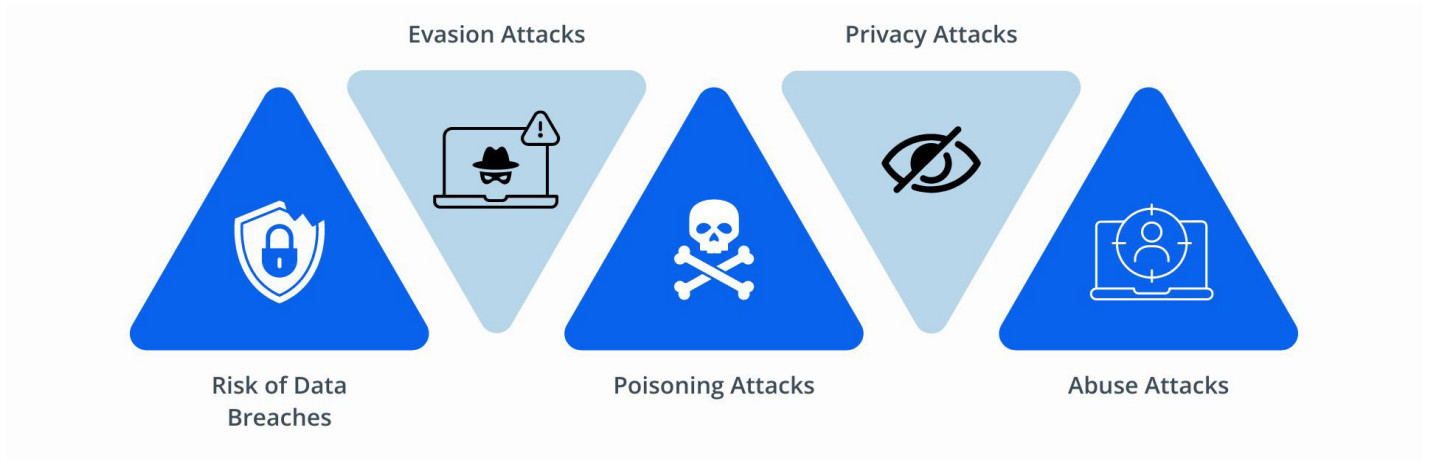 Evasion Attacks
Privacy Attacks
Risk of Data
Breaches
Poisoning Attacks
Abuse Attacks